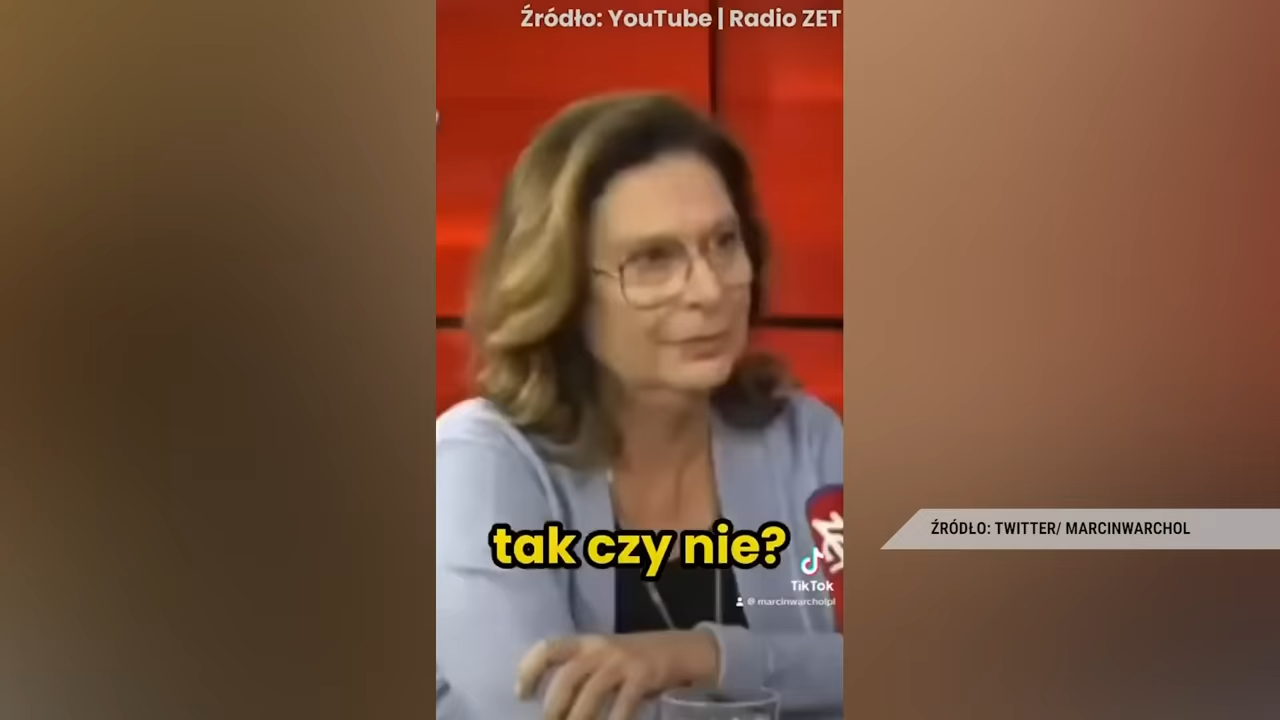 Źródło: YouTube | Radio ZET
tak czy nie?
TikTok
@ marcinwarcholpl
ŹRÓDŁO: TWITTER/ MARCINWARCHOL